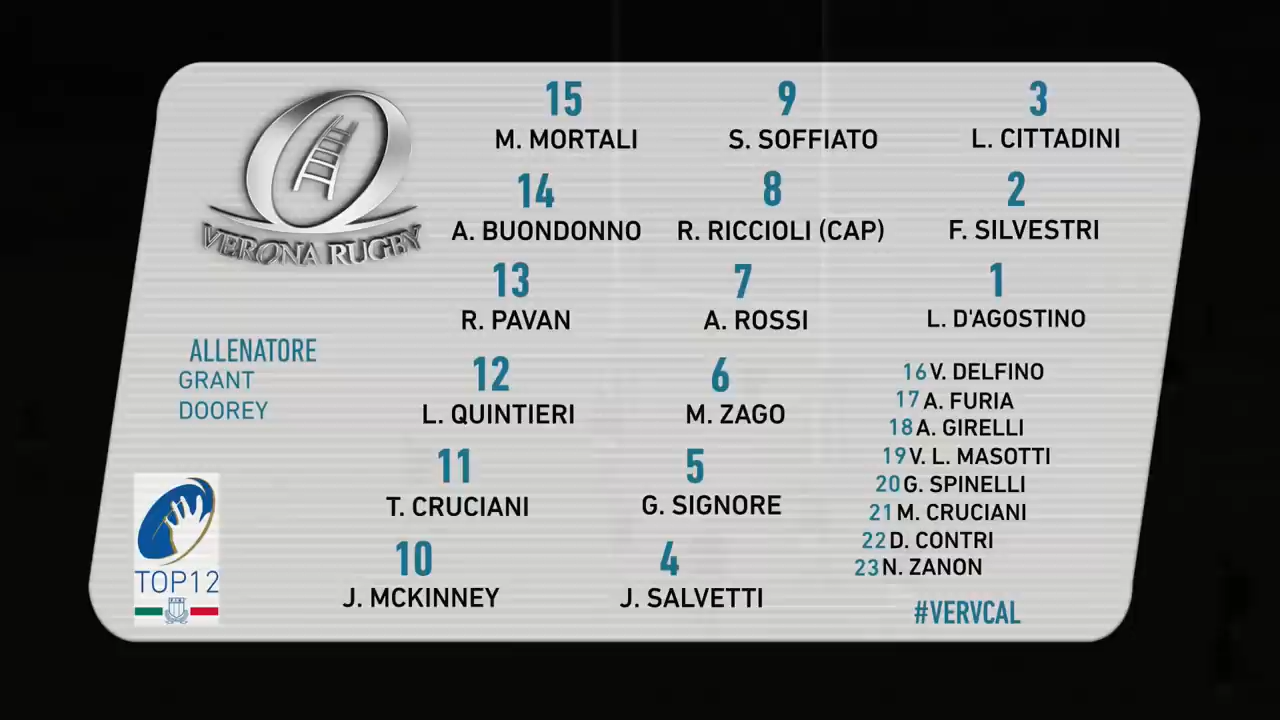 VERONA RUGBY
ALLENATORE
GRANT
DOOREY
TOP12
15
M. MORTALI
14
A. BUONDONNO
13
R. PAVAN
12
L. QUINTIERI
11
T. CRUCIANI
10
J. MCKINNEY
9
S. SOFFIATO
8
R. RICCIOLI (CAP)
7
A. ROSSI
6
M. ZAGO
5
G. SIGNORE
4
J. SALVETTI
3
L. CITTADINI
2
F. SILVESTRI
1
L. D'AGOSTINO
16 V. DELFINO
17 A. FURIA
18 A. GIRELLI
19 V. L. MASOTTI
20 G. SPINELLI
21 M. CRUCIANI
22 D. CONTRI
23 N. ZANON
#VERVCAL